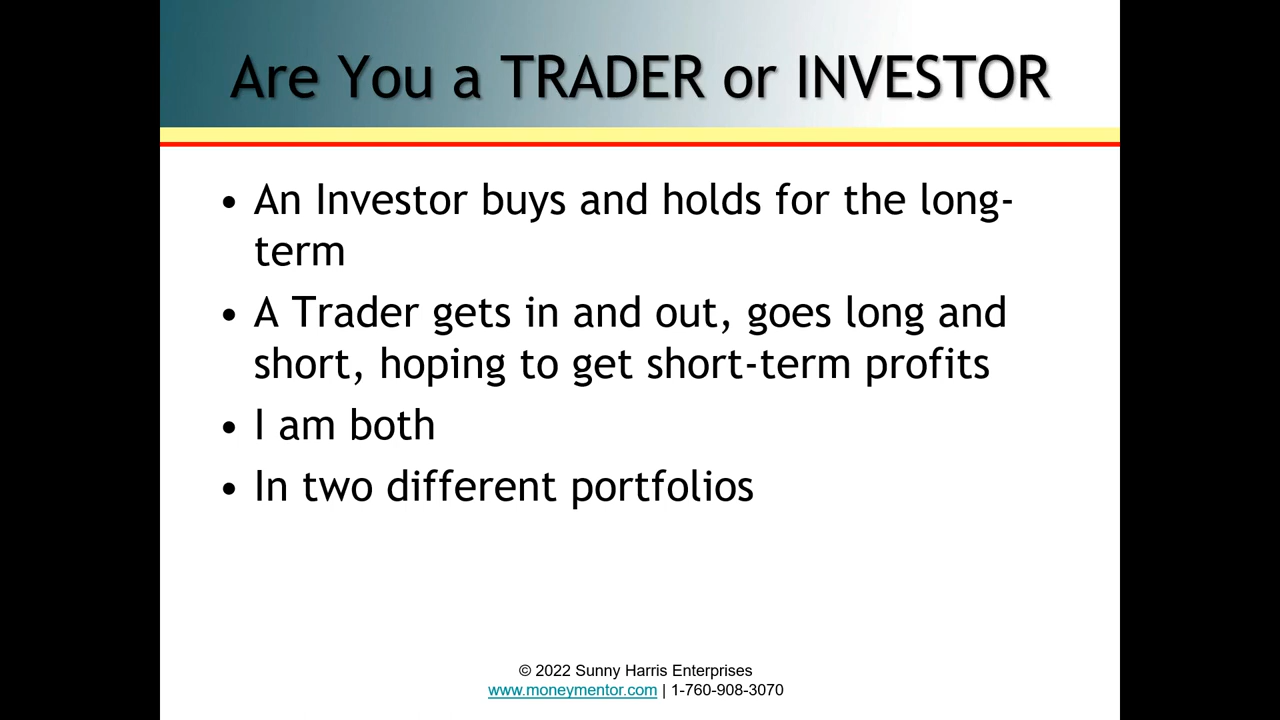 Are You a TRADER or INVESTOR
• An Investor buys and holds for the long-
term
• A Trader gets in and out, goes long and
short, hoping to get short-term profits
• I am both
• In two different portfolios
© 2022 Sunny Harris Enterprises
www.moneymentor.com | 1-760-908-3070